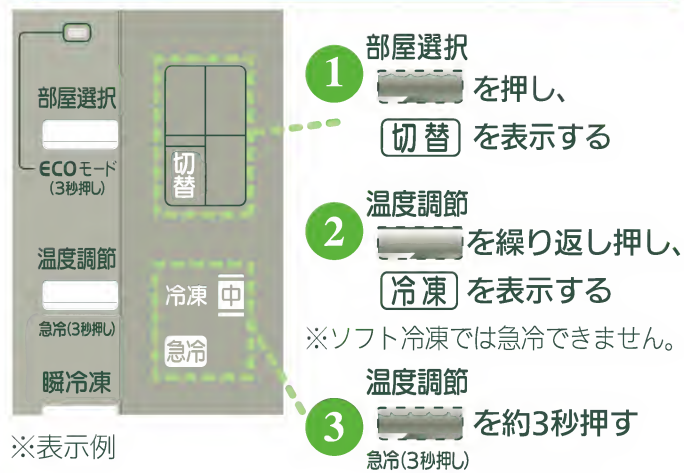 部屋選択
ECOモード
(3秒押し)
温度調節
急冷(3秒押し)
瞬冷凍
切替
冷凍 中
急冷
※表示例
1 部屋選択
を押し、
切替 を表示する
2 温度調節
を繰り返し押し、
冷凍 を表示する
※ソフト冷凍では急冷できません。
3 温度調節
を約3秒押す
急冷(3秒押し)